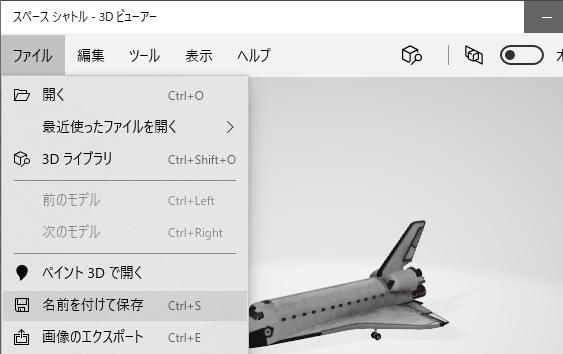 スペース シャトル - 3D ビューアー
ファイル 編集 ツール 表示 ヘルプ
開く Ctrl+O
最近使ったファイルを開く
3D ライブラリ Ctrl+Shift+O
前のモデル Ctrl+Left
次のモデル Ctrl+Right
ペイント 3D で開く
名前を付けて保存 Ctrl+S
画像のエクスポート Ctrl+E